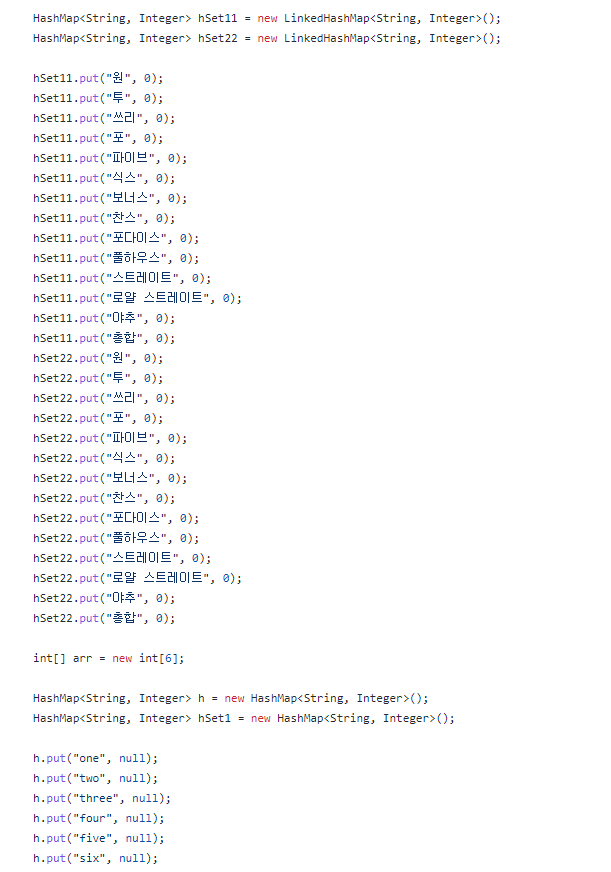 HashMap<String, Integer> hSet11 = new LinkedHashMap<String, Integer>();
HashMap<String, Integer> hSet22 = new LinkedHashMap<String, Integer>();
hSet11.put("원", 0);
hSet11.put("투", 0);
hSet11.put("쓰리", 0);
hSet11.put("포", 0);
hSet11.put("파이브", 0);
hSet11.put("식스", 0);
hSet11.put("보너스", 0);
hSet11.put("찬스", 0);
hSet11.put("포다이스", 0);
hSet11.put("풀하우스", 0);
hSet11.put("스트레이트", 0);
hSet11.put("로얄 스트레이트", 0);
hSet11.put("야추", 0);
hSet11.put("총합", 0);
hSet22.put("원", 0);
hSet22.put("투", 0);
hSet22.put("쓰리", 0);
hSet22.put("포", 0);
hSet22.put("파이브", 0);
hSet22.put("식스", 0);
hSet22.put("보너스", 0);
hSet22.put("찬스", 0);
hSet22.put("포다이스", 0);
hSet22.put("풀하우스", 0);
hSet22.put("스트레이트", 0);
hSet22.put("로얄 스트레이트", 0);
hSet22.put("야추", 0);
hSet22.put("총합", 0);
int[] arr = new int[6];
HashMap<String, Integer> h = new HashMap<String, Integer>();
HashMap<String, Integer> hSet1 = new HashMap<String, Integer>();
h.put("one", null);
h.put("two", null);
h.put("three", null);
h.put("four", null);
h.put("five", null);
h.put("six", null);